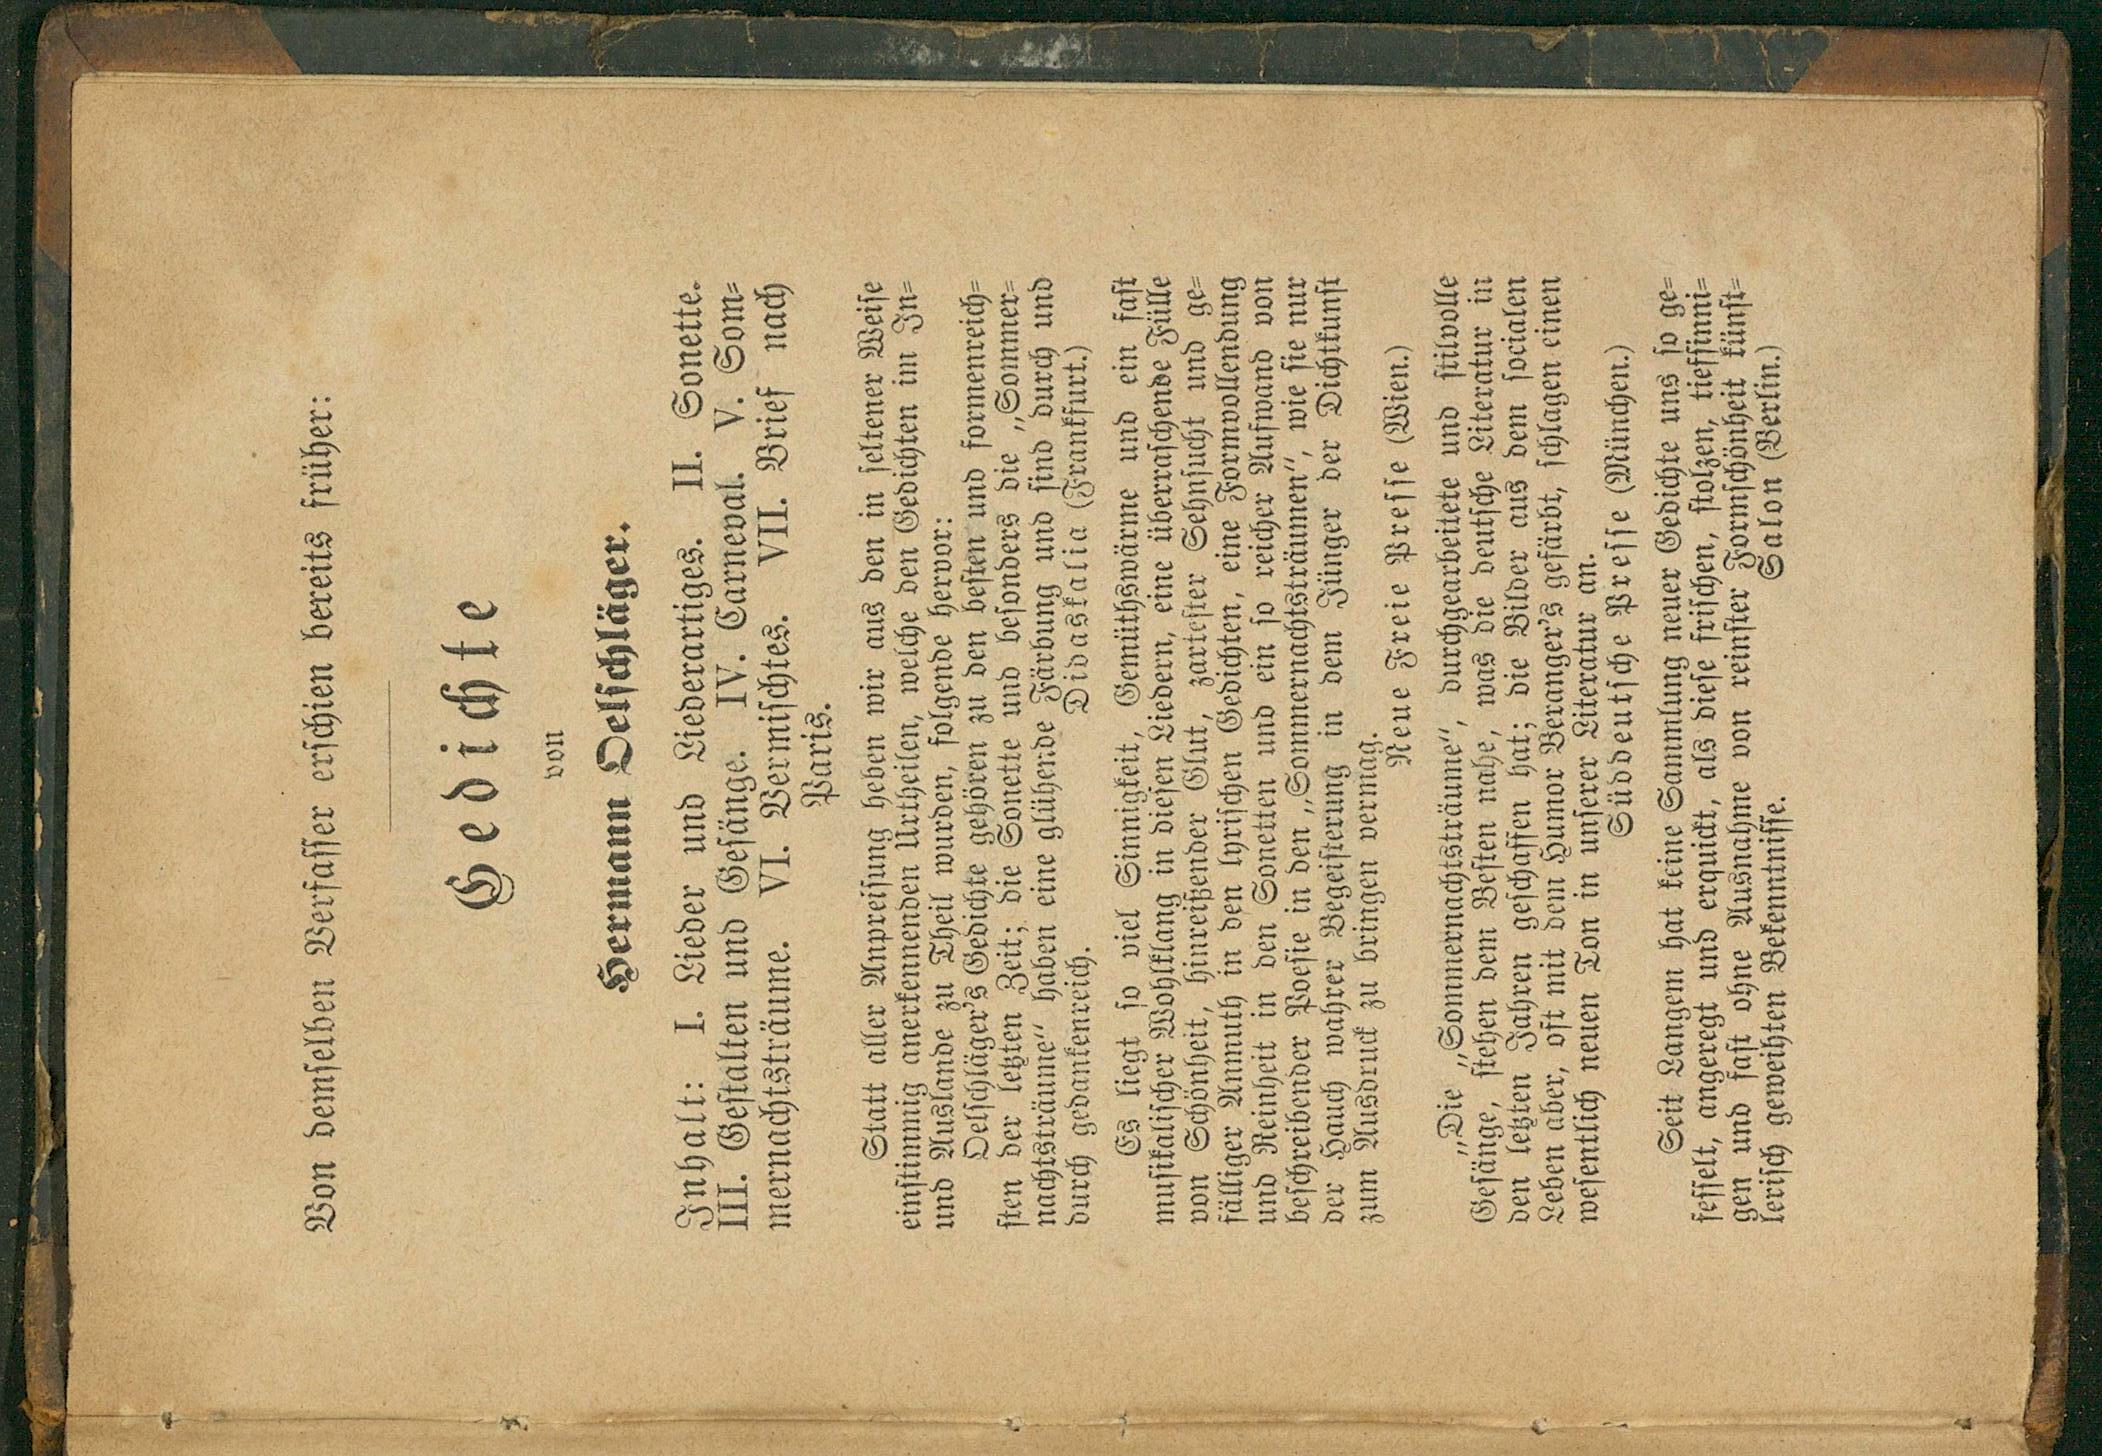 Von demselben Verfasser erschien bereits früher:
Gedichte
von
Hermann Oelschläger.
Inhalt: I. Lieder und Liederartiges. II. Sonette.
III. Gestalten und Gesänge. IV. Carneval. V. Som-
mernachtsträume. VI. Vermischtes. VII. Brief nach
Paris.
Statt aller Anpreisung heben wir aus den in seltener Weise
einstimmig anerkennenden Urtheilen, welche den Gedichten im In-
und Auslande zu Theil wurden, folgende hervor:
Oelschläger's Gedichte gehören zu den besten und formenreich-
sten der letzten Zeit; die Sonette und besonders die „Sommer-
nachtsträume“ haben eine glühende Färbung und sind durch und
durch gedankenreich.
Didaskalia (Frankfurt.)
Es liegt so viel Sinnigkeit, Gemüthswärme und ein fast
musikalischer Wohlklang in diesen Liedern, eine überraschende Fülle
von Schönheit, hinreißender Glut, zartester Sehnsucht und ge-
fälliger Anmuth in den lyrischen Gedichten, eine Formvollendung
und Reinheit in den Sonetten und ein so reicher Aufwand von
beschreibender Poesie in den „Sommernachtsträumen“, wie sie nur
der Hauch wahrer Begeisterung in dem Jünger der Dichtkunst
zum Ausdruck zu bringen vermag.
Neue Freie Presse (Wien.)
„Die „Sommernachtsträume“, durchgearbeitete und stilvolle
Gesänge, stehen dem Besten nahe, was die deutsche Literatur in
den letzten Jahren geschaffen hat; die Bilder aus dem socialen
Leben aber, oft mit dem Humor Beranger's gefärbt, schlagen einen
wesentlich neuen Ton in unserer Literatur an.
Süddeutsche Presse (München.)
Seit Langem hat keine Sammlung neuer Gedichte uns so ge-
fesselt, angeregt und erquickt, als diese frischen, stolzen, tiefsinni-
gen und fast ohne Ausnahme von reinster Formschönheit künst-
lerisch geweihten Bekenntnisse.
Salon (Berlin.)